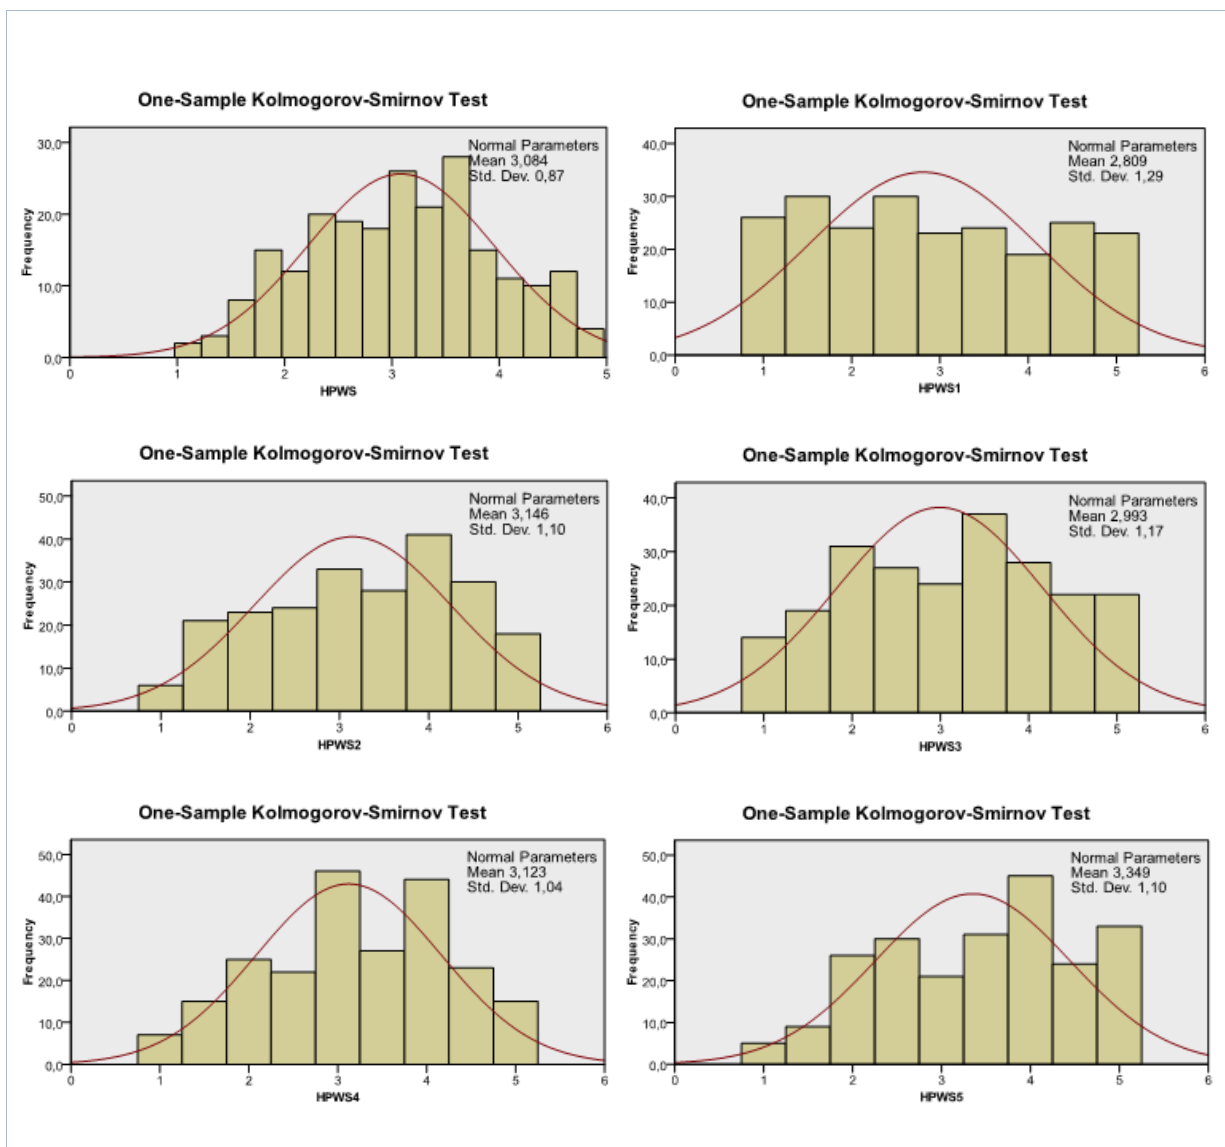 One-Sample Kolmogorov-Smirnov Test
Normal Parameters
Mean 3,084
Std. Dev. 0,87
Frequency
30,0
20,0
10,0
0,0
0 1 2 3 4 5
HPWS
One-Sample Kolmogorov-Smirnov Test
Normal Parameters
Mean 2,809
Std. Dev. 1,29
Frequency
40,0
30,0
20,0
10,0
0,0
0 1 2 3 4 5 6
HPWS1
One-Sample Kolmogorov-Smirnov Test
Normal Parameters
Mean 3,146
Std. Dev. 1,10
Frequency
50,0
40,0
30,0
20,0
10,0
0,0
0 1 2 3 4 5 6
HPWS2
One-Sample Kolmogorov-Smirnov Test
Normal Parameters
Mean 2,993
Std. Dev. 1,17
Frequency
40,0
30,0
20,0
10,0
0,0
0 1 2 3 4 5 6
HPWS3
One-Sample Kolmogorov-Smirnov Test
Normal Parameters
Mean 3,123
Std. Dev. 1,04
Frequency
50,0
40,0
30,0
20,0
10,0
0,0
0 1 2 3 4 5 6
HPWS4
One-Sample Kolmogorov-Smirnov Test
Normal Parameters
Mean 3,349
Std. Dev. 1,10
Frequency
50,0
40,0
30,0
20,0
10,0
0,0
0 1 2 3 4 5 6
HPWS5